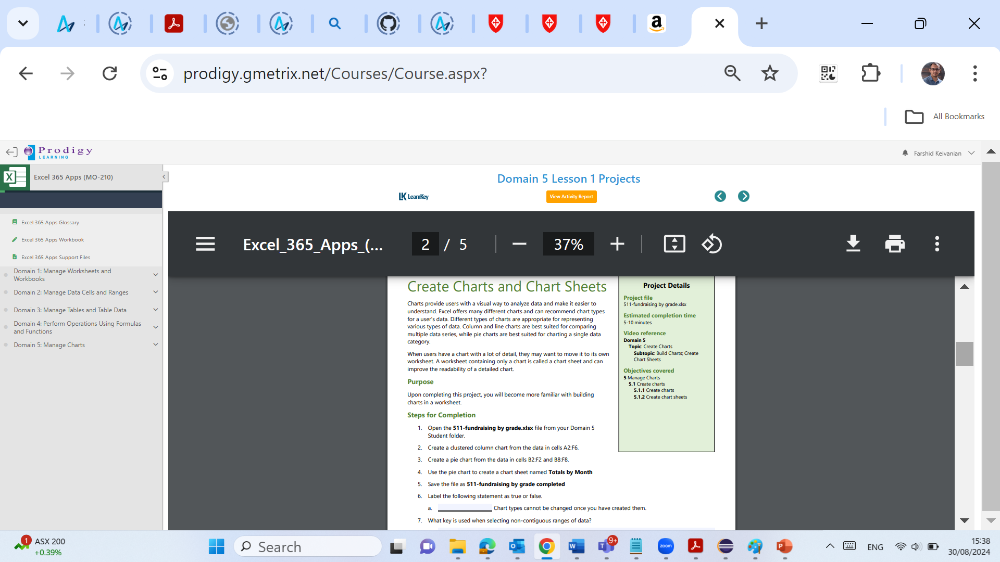 prodigy.gmetrix.net/Courses/Course.aspx?
All Bookmarks
Prodigy
LEARNING
Farshid Keivanian
Excel 365 Apps (MO-210)
Excel 365 Apps Glossary
Excel 365 Apps Workbook
Excel 365 Apps Support Files
Domain 1: Manage Worksheets and
Workbooks
Domain 2: Manage Data Cells and Ranges
Domain 3: Manage Tables and Table Data
Domain 4: Perform Operations Using Formulas
and Functions
Domain 5: Manage Charts
Domain 5 Lesson 1 Projects
LK LearnKey
View Activity Report
Excel_365_Apps_(...
2 / 5
37%
Create Charts and Chart Sheets
Charts provide users with a visual way to analyze data and make it easier to
understand. Excel offers many different charts and can recommend chart types
for a user's data. Different types of charts are appropriate for representing
various types of data. Column and line charts are best suited for comparing
multiple data series, while pie charts are best suited for charting a single data
category.
When users have a chart with a lot of detail, they may want to move it to its own
worksheet. A worksheet containing only a chart is called a chart sheet and can
improve the readability of a detailed chart.
Purpose
Upon completing this project, you will become more familiar with building
charts in a worksheet.
Steps for Completion
1. Open the 511-fundraising by grade.xlsx file from your Domain 5
Student folder.
2. Create a clustered column chart from the data in cells A2:F6.
3. Create a pie chart from the data in cells B2:F2 and B8:F8.
4. Use the pie chart to create a chart sheet named Totals by Month
5. Save the file as 511-fundraising by grade completed
6. Label the following statement as true or false.
a. Chart types cannot be changed once you have created them.
7. What key is used when selecting non-contiguous ranges of data?
Project Details
Project file
511-fundraising by grade.xlsx
Estimated completion time
5-10 minutes
Video reference
Domain 5
Topic: Create Charts
Subtopic: Build Charts; Create
Chart Sheets
Objectives covered
5 Manage Charts
5.1 Create charts
5.1.1 Create charts
5.1.2 Create chart sheets
1
ASX 200
+0.39%
Search
9+
zoom
ENG
15:38
30/08/2024